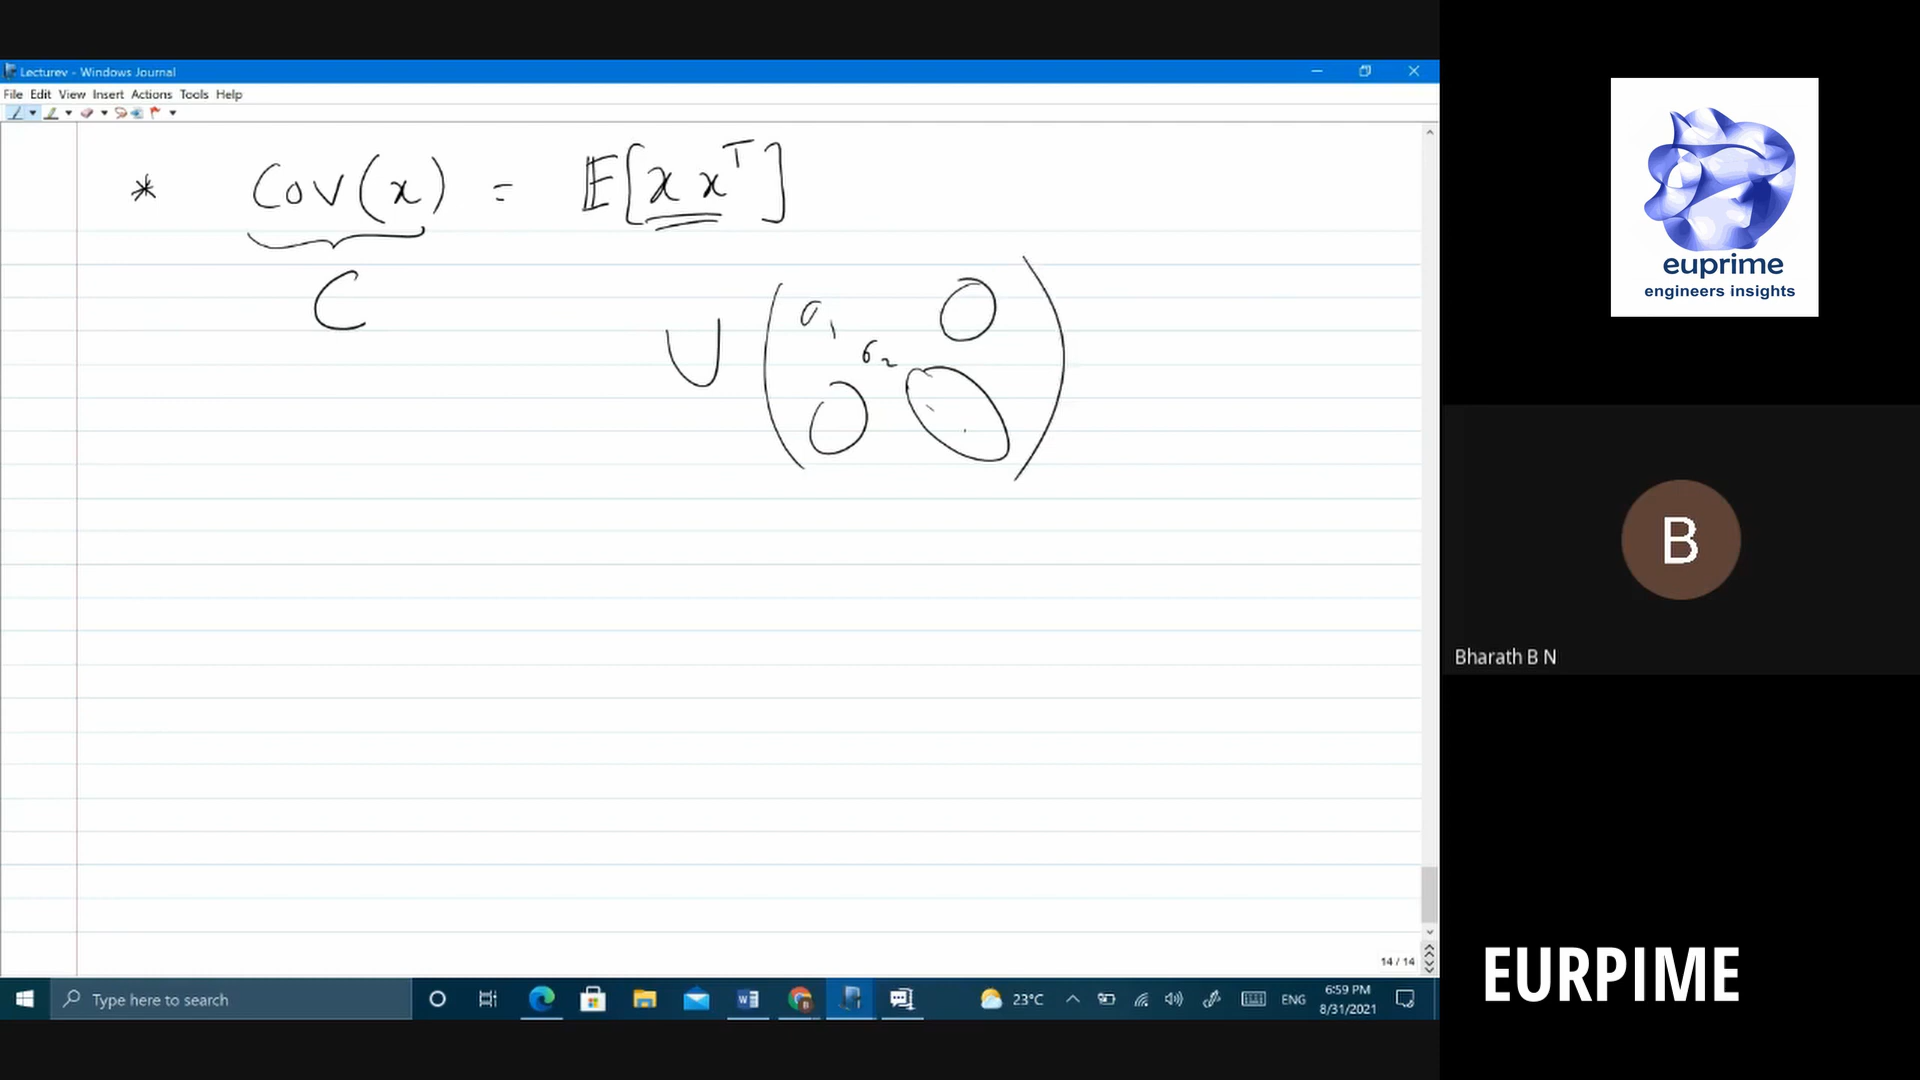 Lecturev - Windows Journal
File Edit View Insert Actions Tools Help
* Cov(x) = E[x x^T]
C
U ( σ1 0
σ2
0 )
14 / 14
Type here to search
W
23°C
ENG
6:59 PM
8/31/2021
euprime
engineers insights
B
Bharath B N
EURPIME